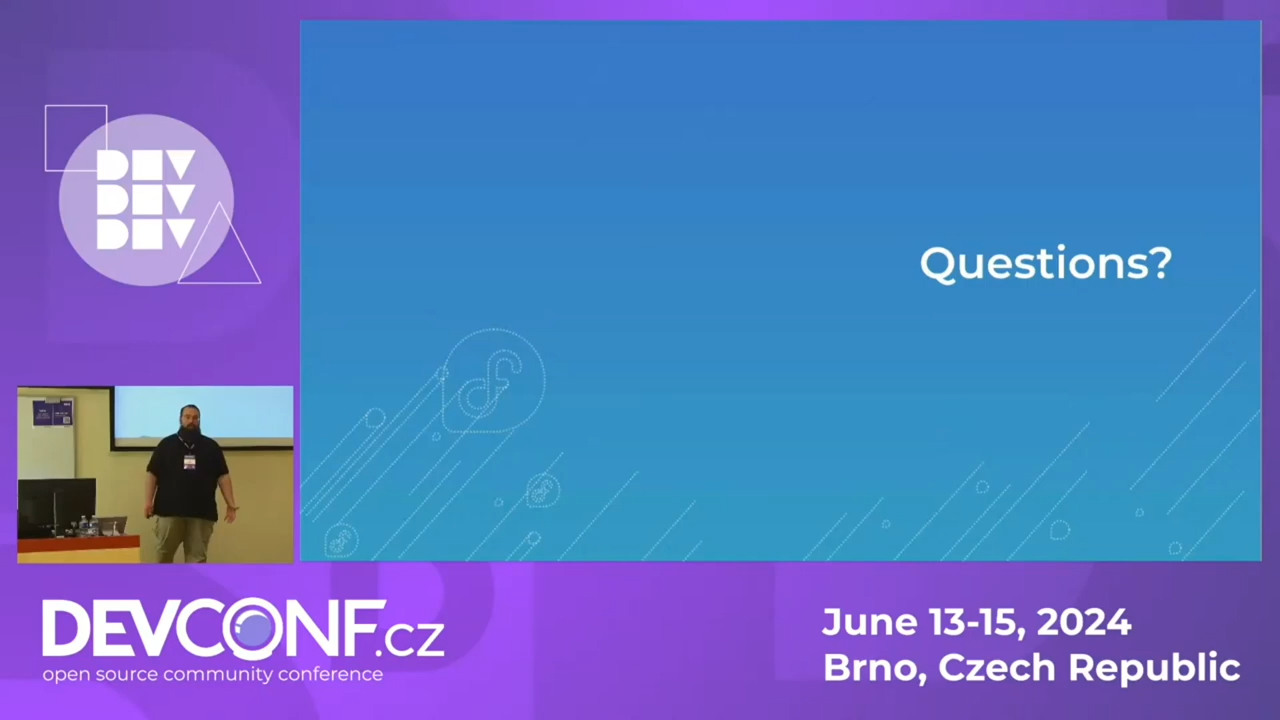 DEV
DEV
DEV
Questions?
DEVCONF.cz
open source community conference
June 13-15, 2024
Brno, Czech Republic